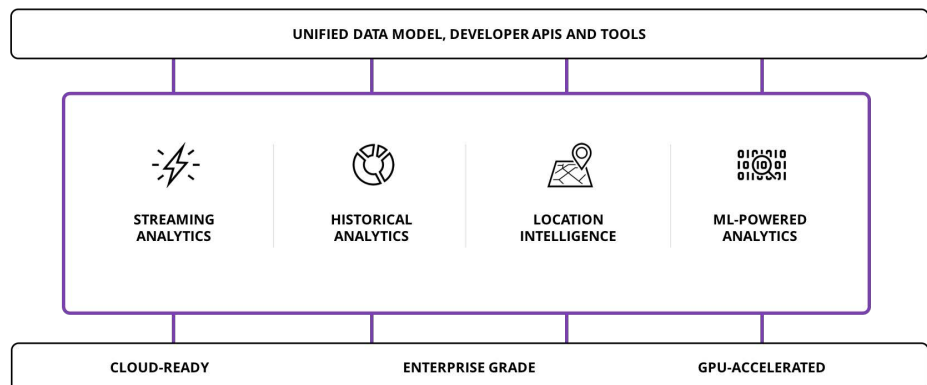 UNIFIED DATA MODEL, DEVELOPER APIS AND TOOLS
STREAMING
ANALYTICS
HISTORICAL
ANALYTICS
LOCATION
INTELLIGENCE
ML-POWERED
ANALYTICS
CLOUD-READY
ENTERPRISE GRADE
GPU-ACCELERATED